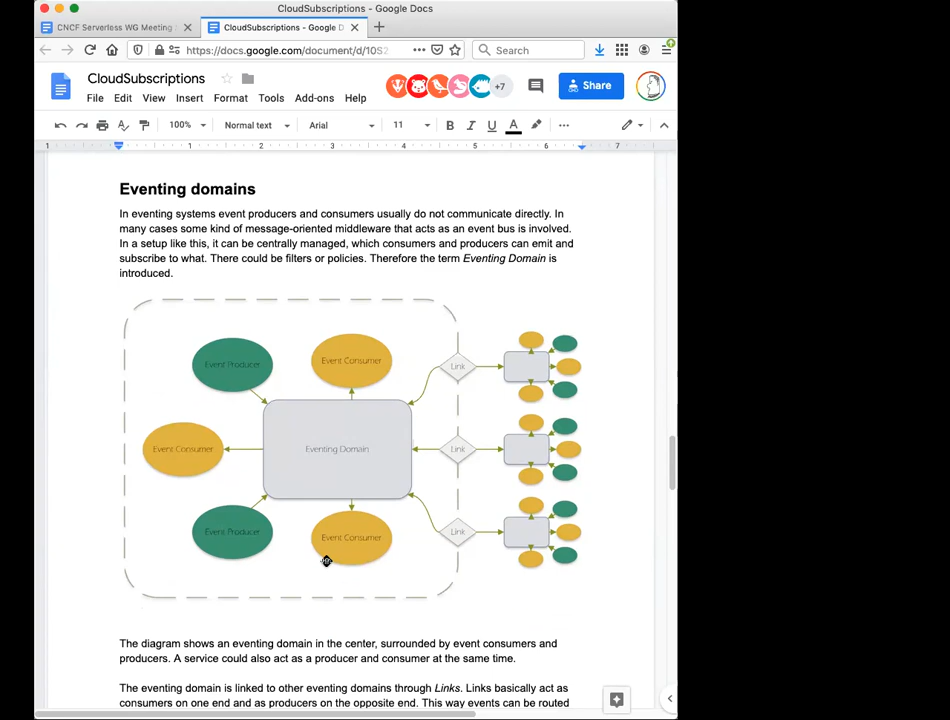 CloudSubscriptions - Google Docs
CNCF Serverless WG Meeting
CloudSubscriptions - Google D
https://docs.google.com/document/d/10S2
Search
CloudSubscriptions
File Edit View Insert Format Tools Add-ons Help
+7
Share
100% Normal text Arial 11 B I U A
1 1 2 3 4 5 6 7
Eventing domains
In eventing systems event producers and consumers usually do not communicate directly. In
many cases some kind of message-oriented middleware that acts as an event bus is involved.
In a setup like this, it can be centrally managed, which consumers and producers can emit and
subscribe to what. There could be filters or policies. Therefore the term Eventing Domain is
introduced.
Event Producer
Event Consumer
Link
Event Consumer
Eventing Domain
Link
Event Producer
Event Consumer
Link
The diagram shows an eventing domain in the center, surrounded by event consumers and
producers. A service could also act as a producer and consumer at the same time.
The eventing domain is linked to other eventing domains through Links. Links basically act as
consumers on one end and as producers on the opposite end. This way events can be routed